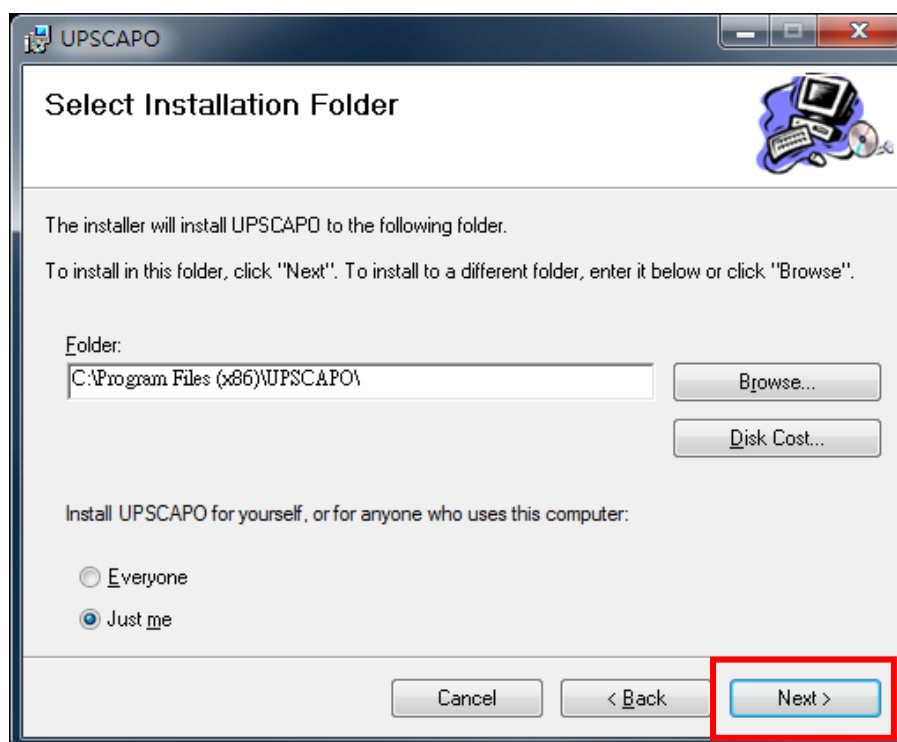 UPSCAPO
Select Installation Folder
The installer will install UPSCAPO to the following folder.
To install in this folder, click "Next". To install to a different folder, enter it below or click "Browse".
Folder:
C:\Program Files (x86)\UPSCAPO\
Browse...
Disk Cost...
Install UPSCAPO for yourself, or for anyone who uses this computer:
Everyone
Just me
Cancel
< Back
Next >